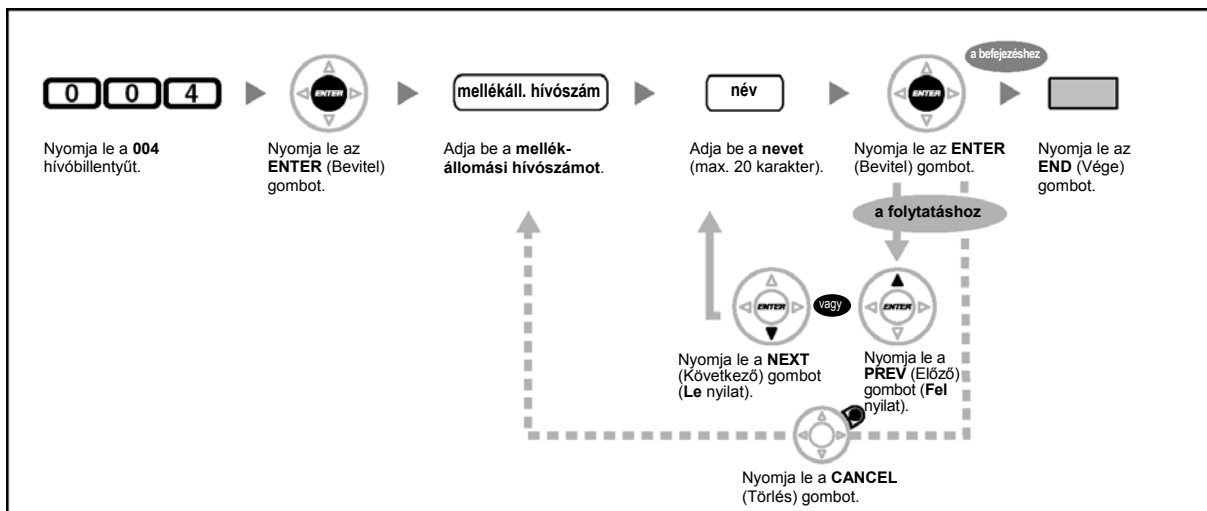 a befejezéshez
0 0 4
ENTER
mellékáll. hívószám
név
ENTER
Nyomja le a 004
hívóbillentyűt.
Nyomja le az
ENTER (Bevitel)
gombot.
Adja be a mellék-
állomási hívószámot.
Adja be a nevet
(max. 20 karakter).
Nyomja le az ENTER
(Bevitel) gombot.
Nyomja le az
END (Vége)
gombot.
a folytatáshoz
ENTER
vagy
ENTER
Nyomja le a NEXT
(Következő) gombot
(Le nyilat).
Nyomja le a
PREV (Előző)
gombot (Fel
nyilat).
Nyomja le a CANCEL
(Törlés) gombot.